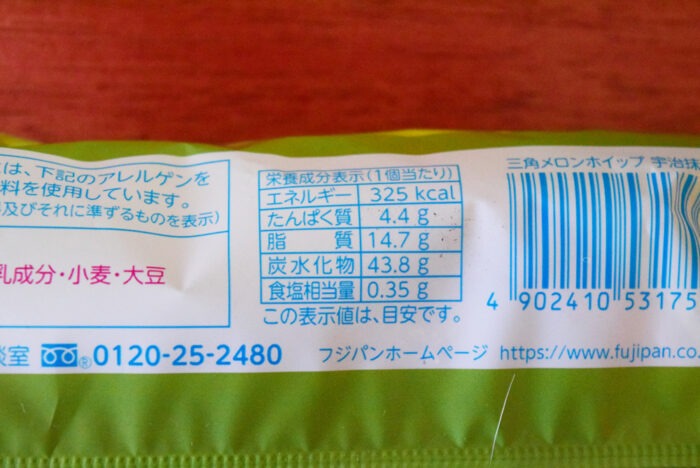 は、下記のアレルゲンを
料を使用しています。
及びそれに準ずるものを表示)
乳成分・小麦・大豆
栄養成分表示(1個当たり)
エネルギー 325 kcal
たんぱく質 4.4 g
脂質 14.7 g
炭水化物 43.8 g
食塩相当量 0.35 g
この表示値は、目安です。
三角メロンホイップ 宇治抹
4 902410 53175
談室 0120-25-2480 フジパンホームページ https://www.fujipan.co.